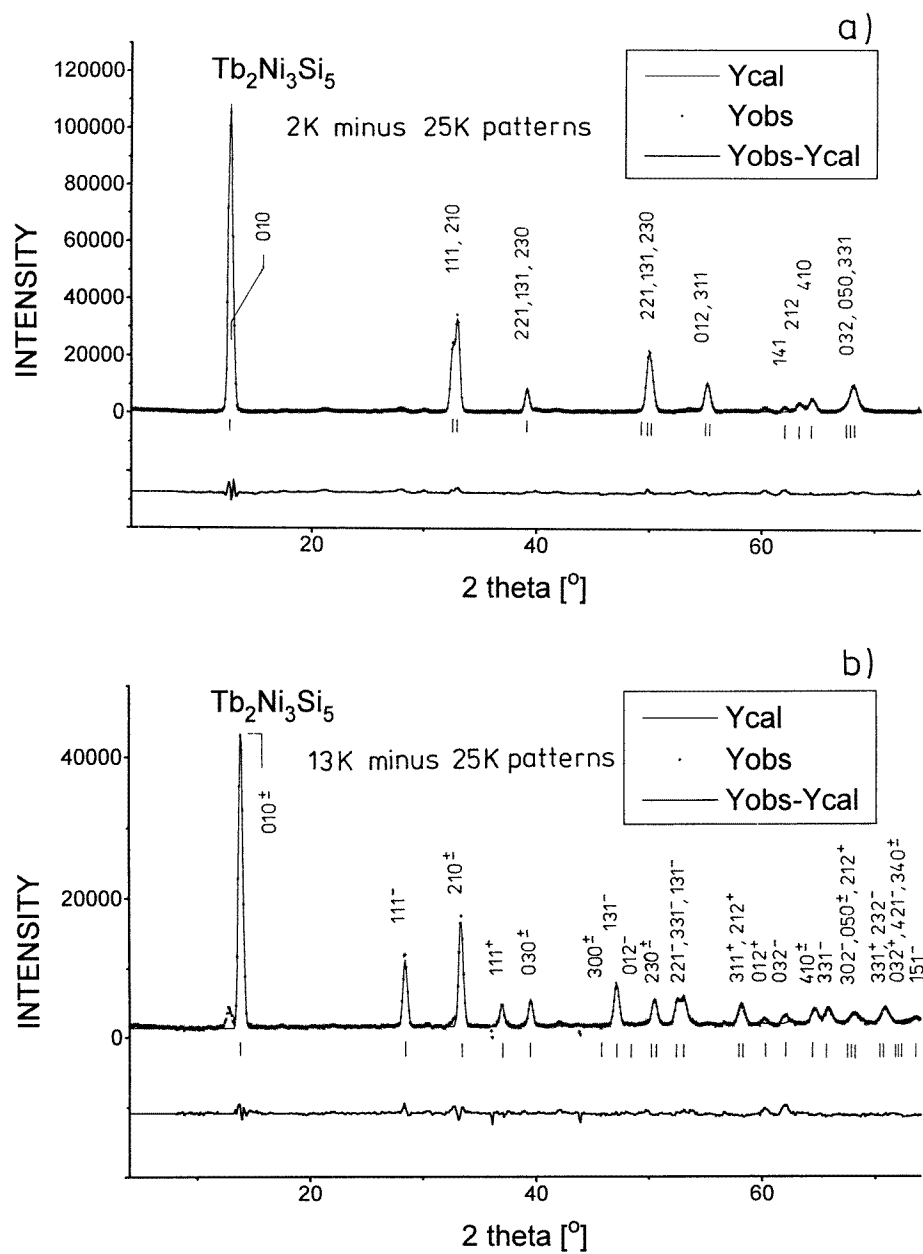 a)
120000
100000
80000
60000
40000
20000
0
INTENSITY
Tb2Ni3Si5
2K minus 25K patterns
Ycal
Yobs
Yobs-Ycal
010
111, 210
221,131, 230
221,131, 230
012, 311
141
212
410
032, 050,331
20
40
60
2 theta [o]
b)
40000
20000
0
INTENSITY
Tb2Ni3Si5
13K minus 25K patterns
Ycal
Yobs
Yobs-Ycal
010±
111-
210±
111+
030±
300±
131-
012-
230±
221-,331-,131-
311+, 212+
012+
032-
410±
331-
302-,050±, 212+
331+, 232-
032+,421-,340±
151-
20
40
60
2 theta [o]